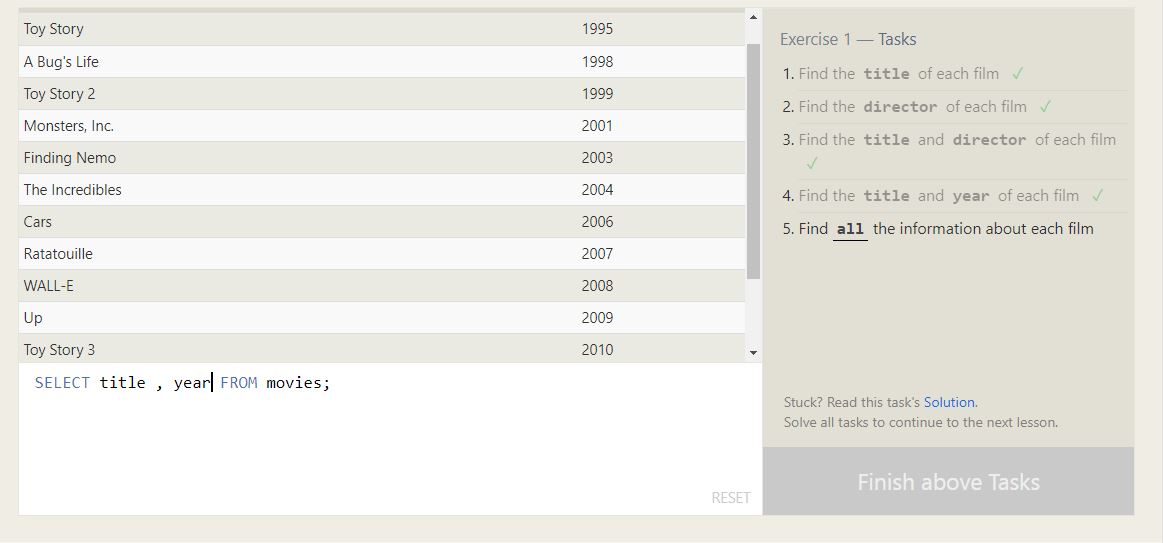 Toy Story 1995
A Bug's Life 1998
Toy Story 2 1999
Monsters, Inc. 2001
Finding Nemo 2003
The Incredibles 2004
Cars 2006
Ratatouille 2007
WALL-E 2008
Up 2009
Toy Story 3 2010
SELECT title , year FROM movies;
RESET
Exercise 1 — Tasks
1. Find the title of each film ✓
2. Find the director of each film ✓
3. Find the title and director of each film
✓
4. Find the title and year of each film ✓
5. Find all the information about each film
Stuck? Read this task's Solution.
Solve all tasks to continue to the next lesson.
Finish above Tasks